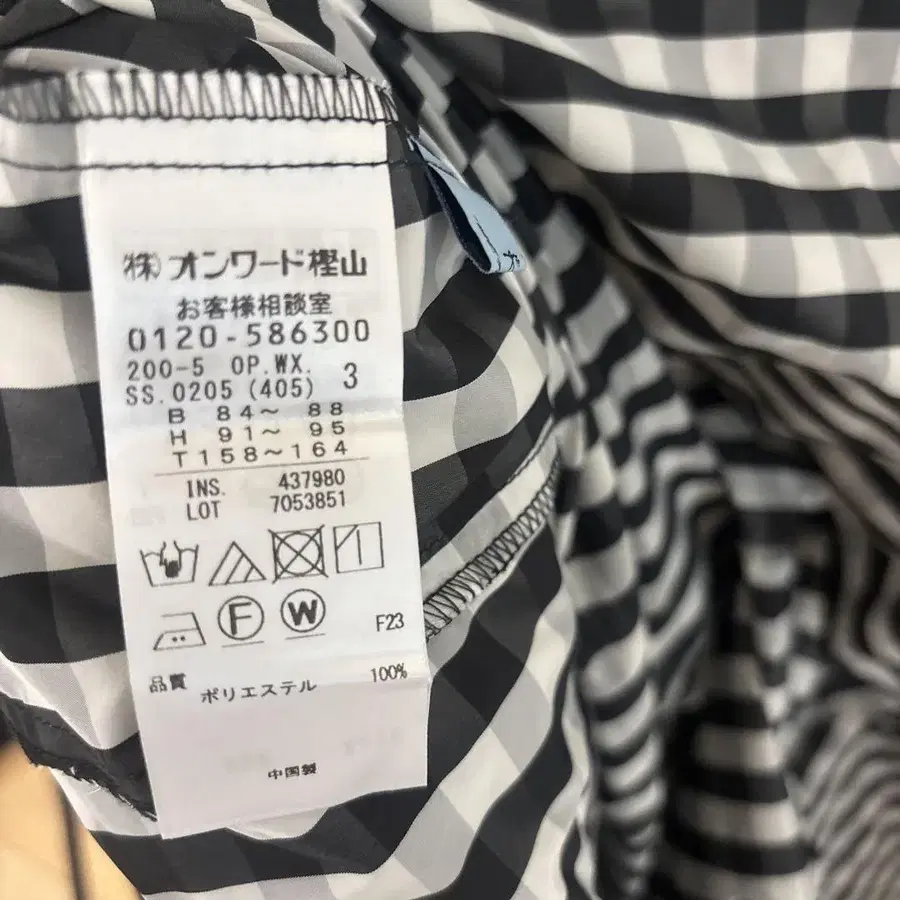 (株)オンワード樫山
お客様相談室
0120-586300
200-5 OP.WX.
SS.0205 (405) 3
B 84～ 88
H 91～ 95
T158～164
INS. 437980
LOT 7053851
F W
F23
品質 ポリエステル 100%
中国製